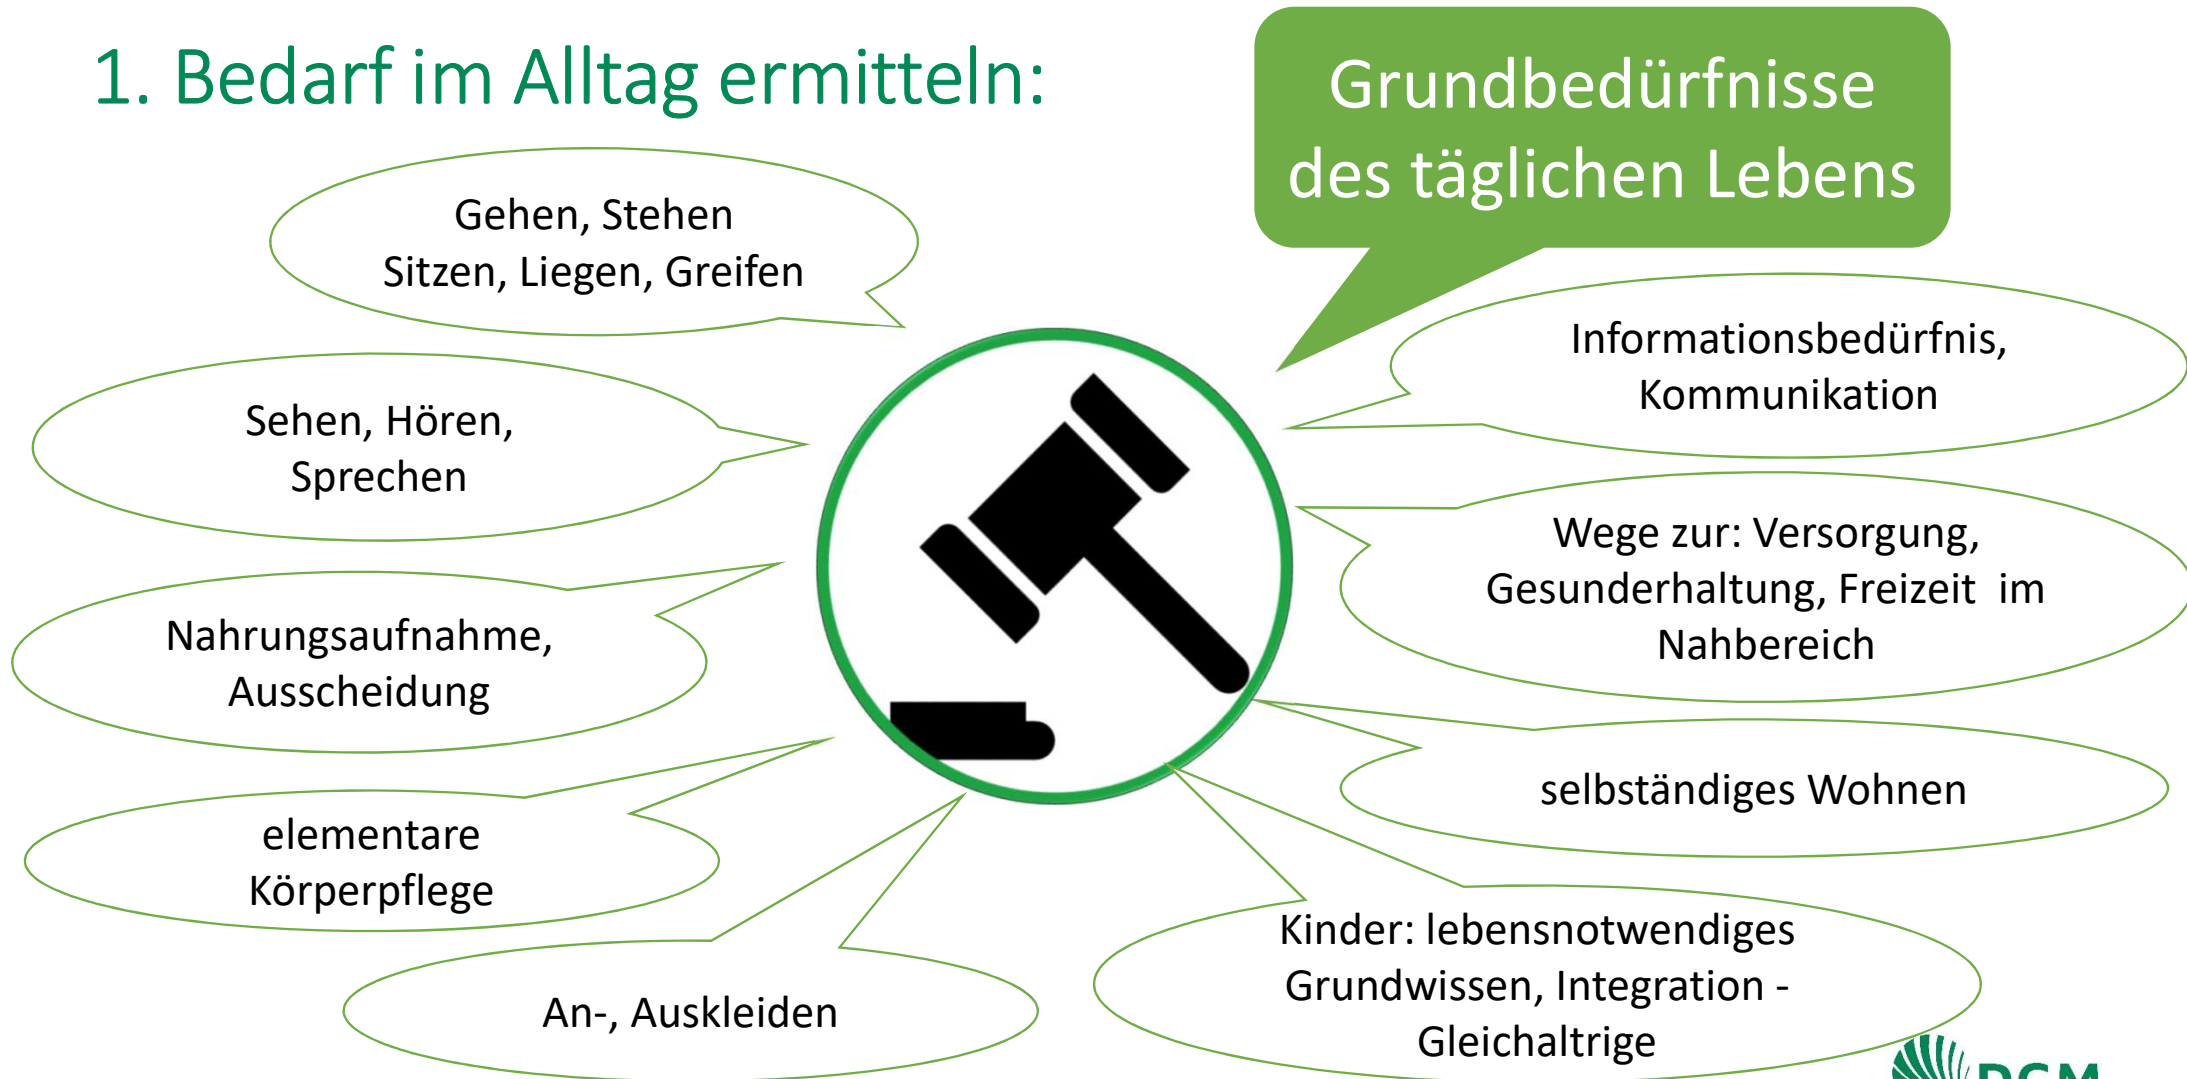 1. Bedarf im Alltag ermitteln:
Grundbedürfnisse
des täglichen Lebens
Gehen, Stehen
Sitzen, Liegen, Greifen
Sehen, Hören,
Sprechen
Nahrungsaufnahme,
Ausscheidung
elementare
Körperpflege
An-, Auskleiden
Informationsbedürfnis,
Kommunikation
Wege zur: Versorgung,
Gesunderhaltung, Freizeit  im
Nahbereich
selbständiges Wohnen
Kinder: lebensnotwendiges
Grundwissen, Integration -
Gleichaltrige
DGM